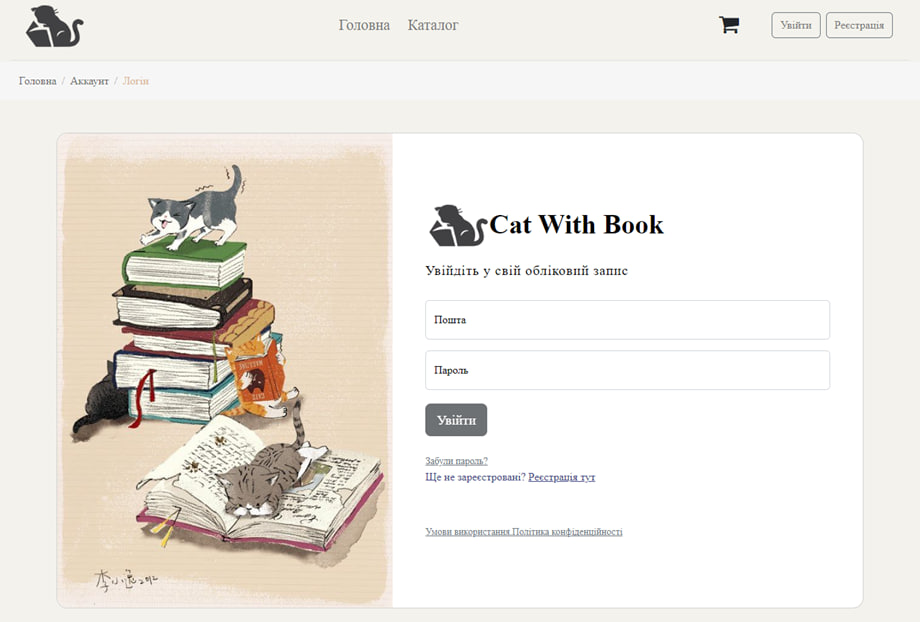 Головна Каталог Увійти Реєстрація
Головна / Аккаунт / Логін
Cat With Book
Увійдіть у свій обліковий запис
Пошта
Пароль
Увійти
Забули пароль?
Ще не зареєстровані? Реєстрація тут
Умови використання Політика конфіденційності